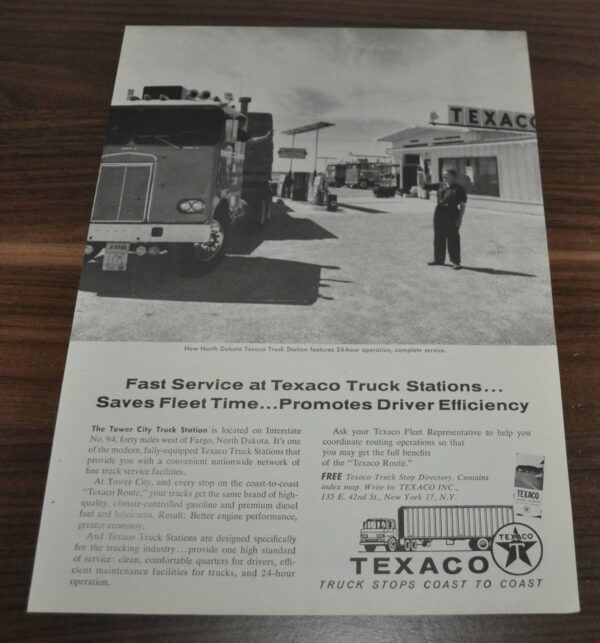 TEXACO
New North Dakota Texaco Truck Station features 24-hour operation, complete service.
Fast Service at Texaco Truck Stations...
Saves Fleet Time...Promotes Driver Efficiency
The Tower City Truck Station is located on Interstate
No. 94, forty miles west of Fargo, North Dakota. It's one
of the modern, fully-equipped Texaco Truck Stations that
provide you with a convenient nationwide network of
fine truck service facilities.
At Tower City, and every stop on the coast-to-coast
"Texaco Route," your trucks get the same brand of high-
quality, climate-controlled gasoline and premium diesel
fuel and lubricants. Result: Better engine performance,
greater economy.
And Texaco Truck Stations are designed specifically
for the trucking industry...provide one high standard
of service: clean, comfortable quarters for drivers, effi-
cient maintenance facilities for trucks, and 24-hour
operation.
Ask your Texaco Fleet Representative to help you
coordinate routing operations so that
you may get the full benefits
of the "Texaco Route."
FREE Texaco Truck Stop Directory. Contains
index map. Write to: TEXACO INC.,
135 E. 42nd St., New York 17, N.Y.
TEXACO
TEXACO
T
TEXACO
TRUCK STOPS COAST TO COAST